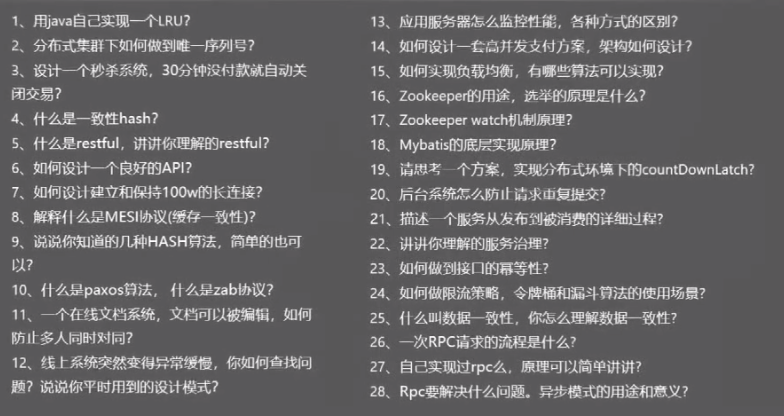 1、用java自己实现一个LRU?
2、分布式集群下如何做到唯一序列号?
3、设计一个秒杀系统，30分钟没付款就自动关
闭交易?
4、什么是一致性hash?
5、什么是restful，讲讲你理解的restful?
6、如何设计一个良好的API?
7、如何设计建立和保持100w的长连接?
8、解释什么是MESI协议(缓存一致性)?
9、说说你知道的几种HASH算法，简单的也可
以?
10、什么是paxos算法， 什么是zab协议?
11、一个在线文档系统，文档可以被编辑，如何
防止多人同时对同?
12、线上系统突然变得异常缓慢，你如何查找问
题? 说说你平时用到的设计模式?
13、应用服务器怎么监控性能，各种方式的区别?
14、如何设计一套高并发支付方案，架构如何设计?
15、如何实现负载均衡，有哪些算法可以实现?
16、Zookeeper的用途，选举的原理是什么?
17、Zookeeper watch机制原理?
18、Mybatis的底层实现原理?
19、请思考一个方案，实现分布式环境下的countDownLatch?
20、后台系统怎么防止请求重复提交?
21、描述一个服务从发布到被消费的详细过程?
22、讲讲你理解的服务治理?
23、如何做到接口的幂等性?
24、如何做限流策略，令牌桶和漏斗算法的使用场景?
25、什么叫数据一致性，你怎么理解数据一致性?
26、一次RPC请求的流程是什么?
27、自己实现过rpc么，原理可以简单讲讲?
28、Rpc要解决什么问题。异步模式的用途和意义?